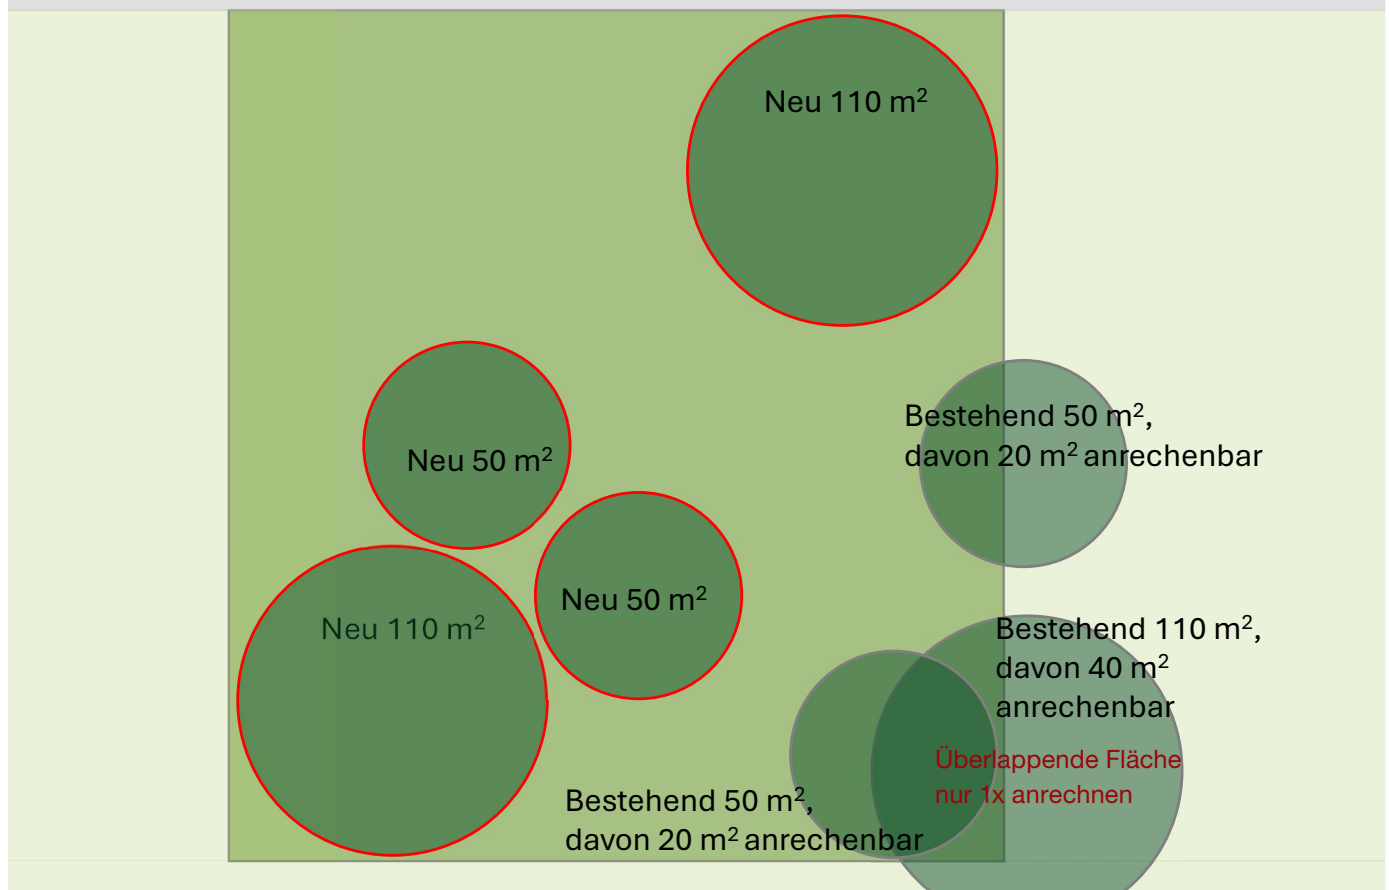 Neu 110 m²
Bestehend 50 m²,
davon 20 m² anrechenbar
Neu 50 m²
Neu 50 m²
Neu 110 m²
Bestehend 110 m²,
davon 40 m²
anrechenbar
Überlappende Fläche
nur 1x anrechnen
Bestehend 50 m²,
davon 20 m² anrechenbar